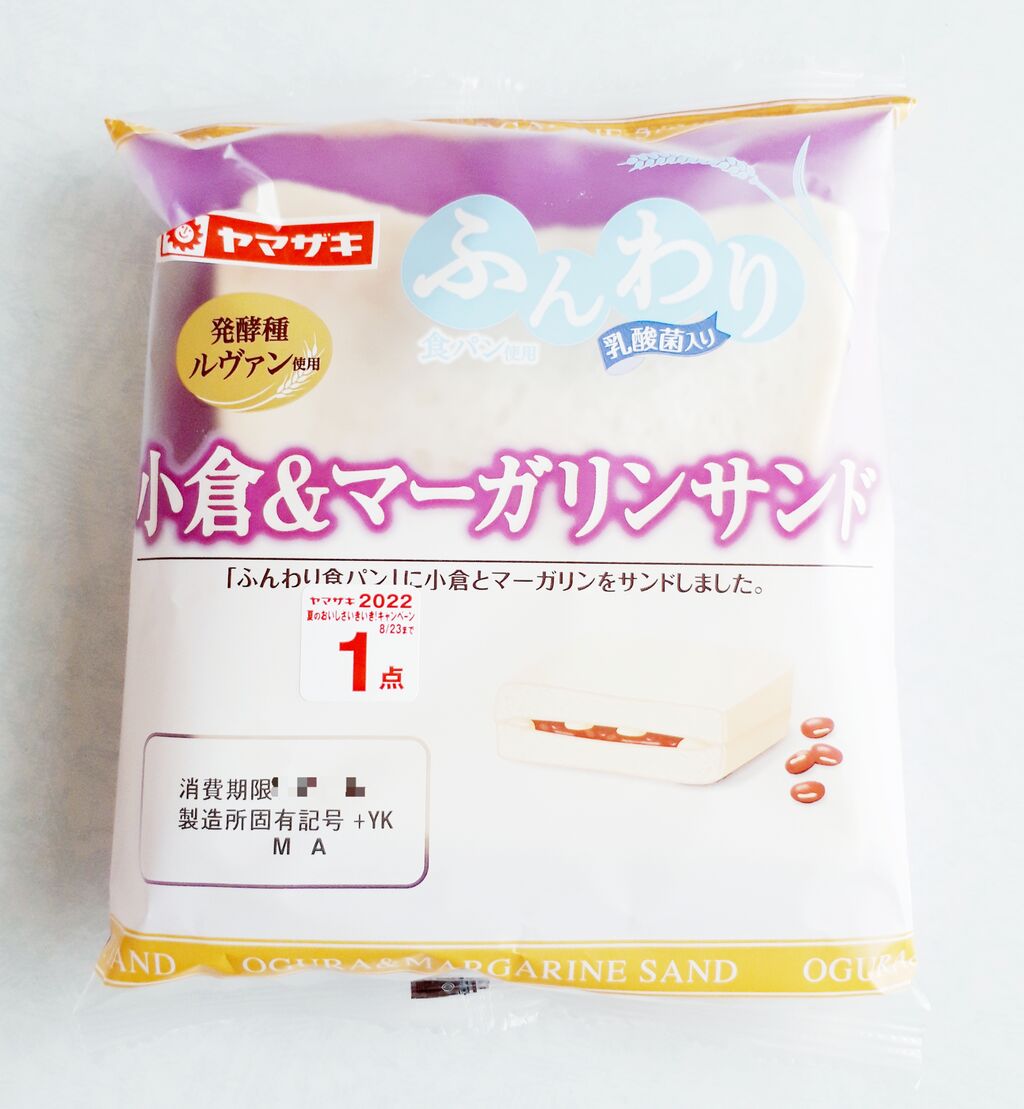 ヤマザキ
ふんわり
食パン使用
乳酸菌入り
発酵種
ルヴァン使用
小倉&マーガリンサンド
「ふんわり食パン」に小倉とマーガリンをサンドしました。
ヤマザキ 2022
夏のおいしさいきいき!キャンペーン
8/23まで
1点
消費期限
製造所固有記号 +YK
M A
AND OGURA&MARGARINE SAND OGURA&